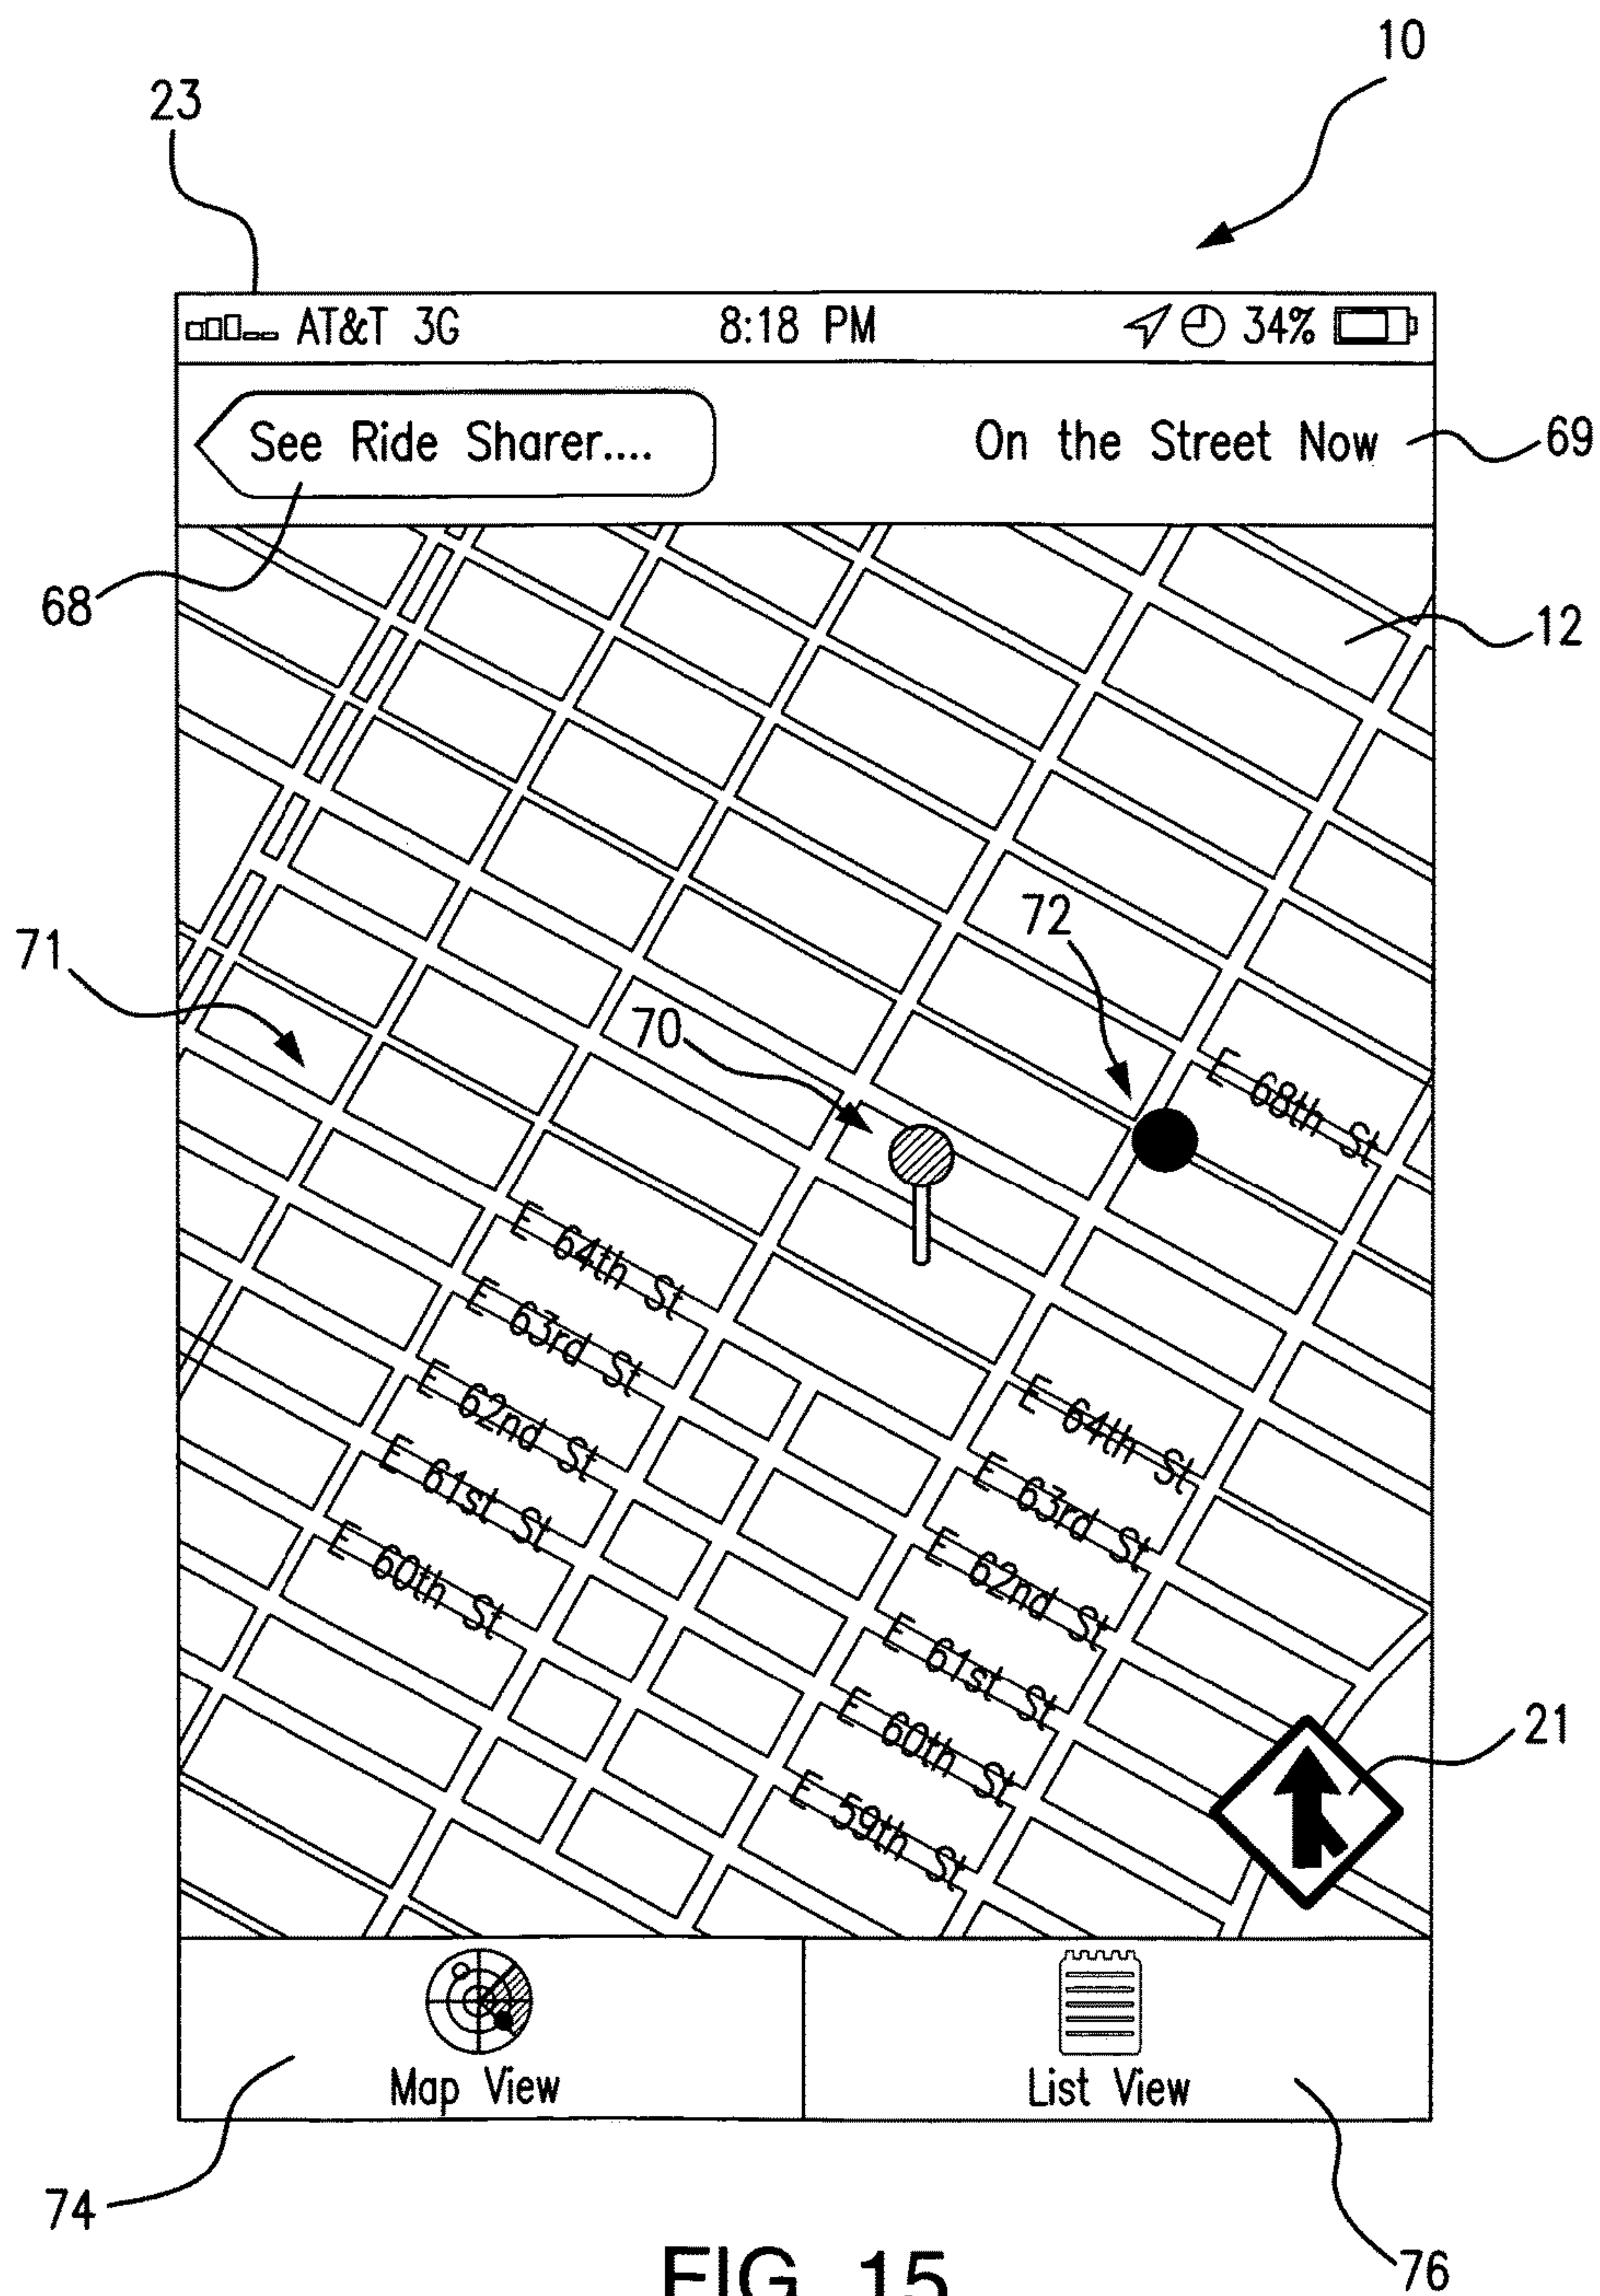 10
23
AT&T 3G 8:18 PM 34%
See Ride Sharer.... On the Street Now 69
68
12
72
71
70
E 68th St
E 64th St
E 63rd St
E 62nd St
E 61st St
E 60th St
E 64th St
E 63rd St
E 62nd St
E 61st St
E 60th St
E 59th St
21
Map View List View
74
76
FIG. 15